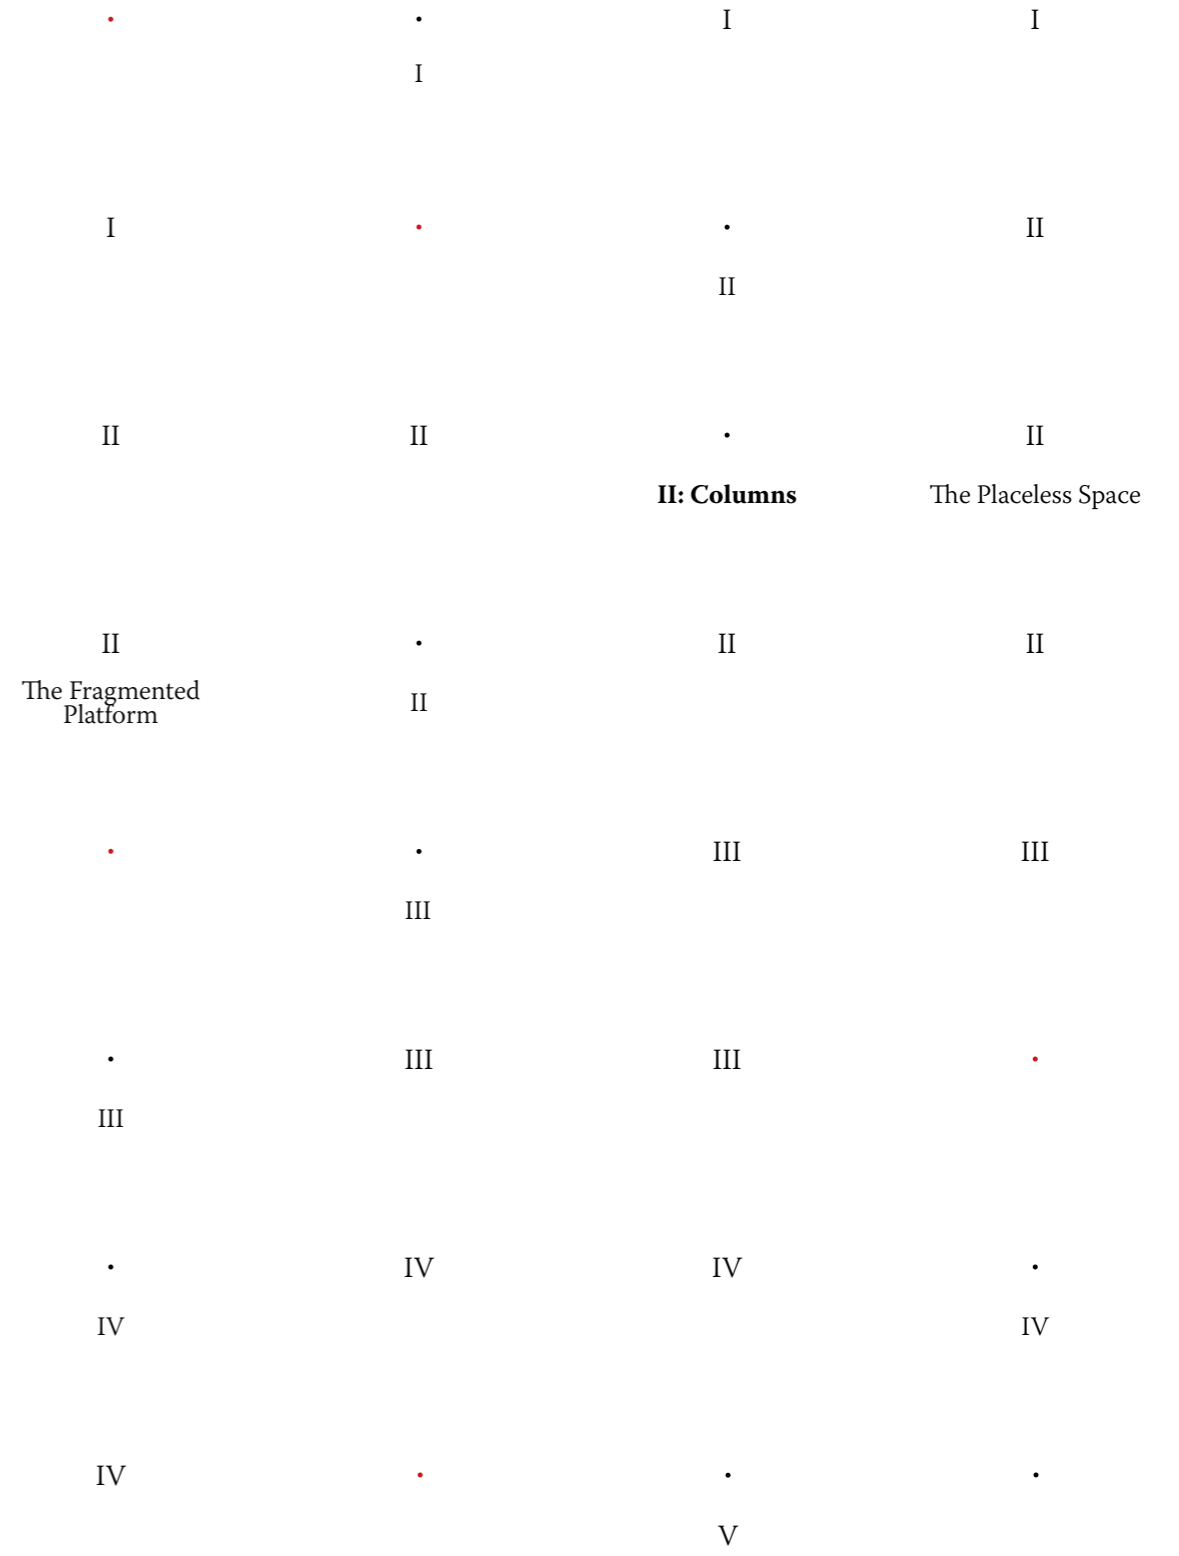 • • I I
I
I • • II
II
II II • II
II: Columns The Placeless Space
II • II II
The Fragmented
Platform
II
• • III III
III
• III III •
III
• IV IV •
IV IV
IV • • •
V